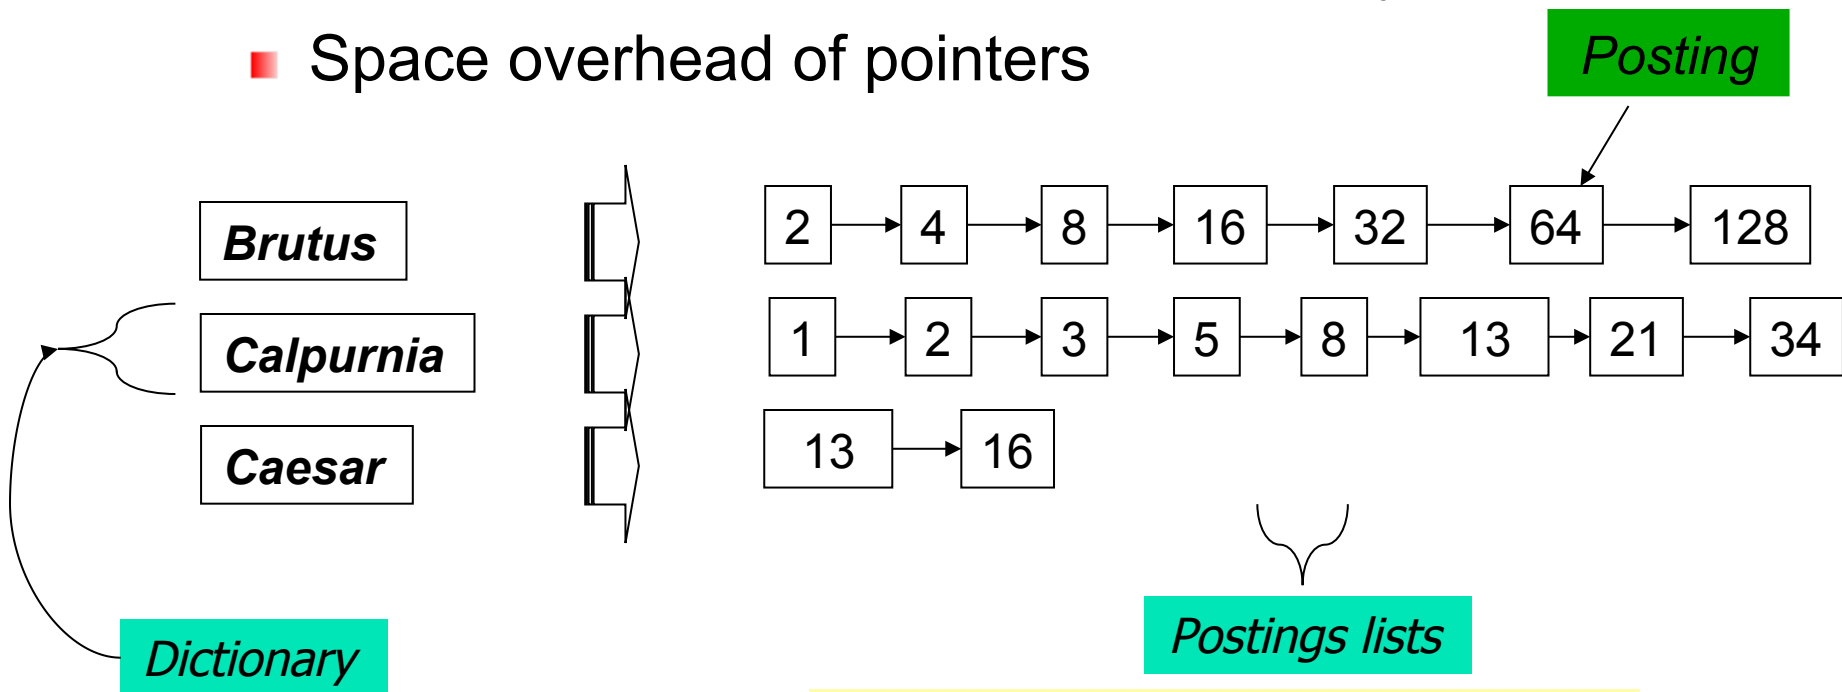 Space overhead of pointers
Posting
Brutus
2 4 8 16 32 64 128
Calpurnia
1 2 3 5 8 13 21 34
Caesar
13 16
Postings lists
Dictionary